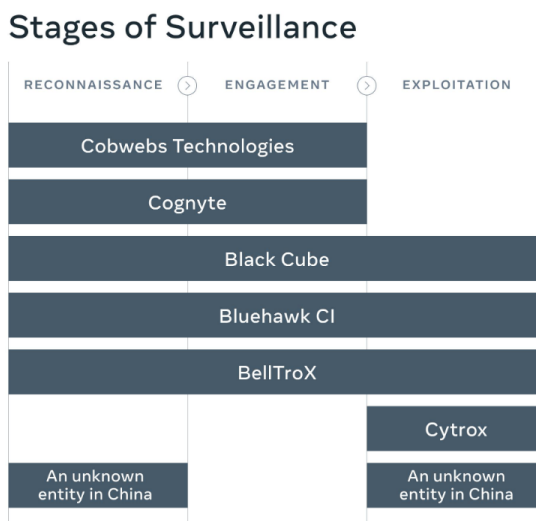 Stages of Surveillance
RECONNAISSANCE
ENGAGEMENT
EXPLOITATION
Cobwebs Technologies
Cognyte
Black Cube
Bluehawk CI
BellTroX
Cytrox
An unknown
entity in China
An unknown
entity in China